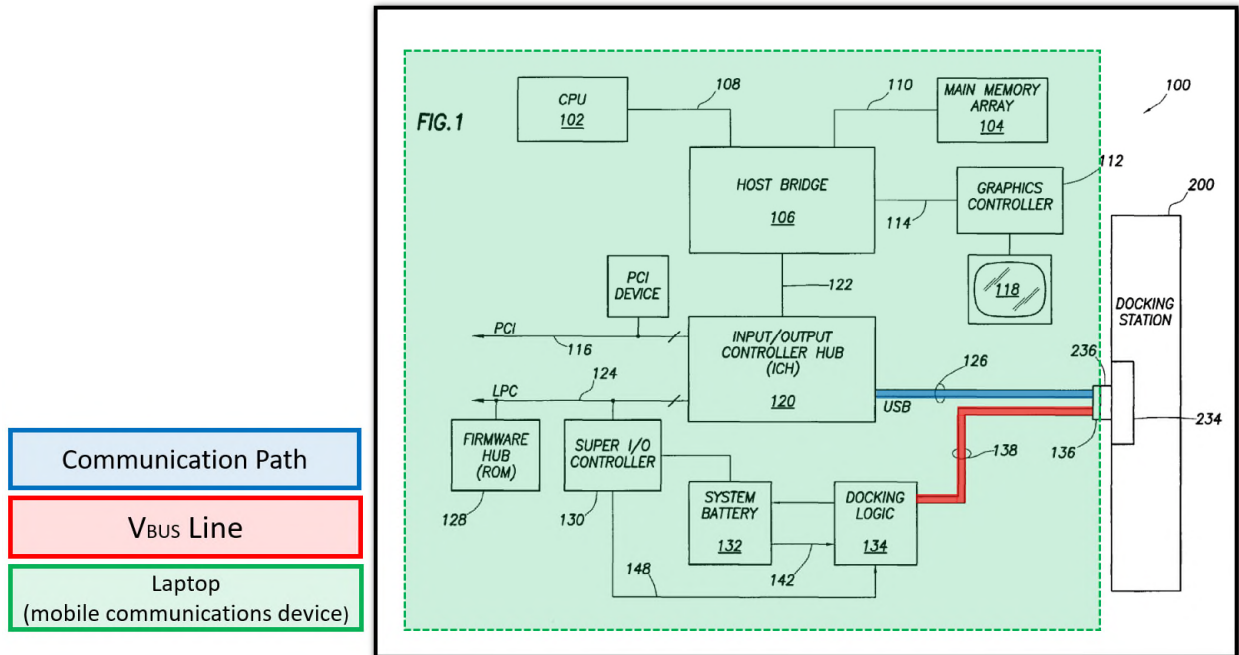 108
110
CPU
102
MAIN MEMORY
ARRAY
104
100
FIG.1
HOST BRIDGE
106
112
GRAPHICS
CONTROLLER
114
200
118
PCI
DEVICE
122
DOCKING
STATION
PCI
116
INPUT/OUTPUT
CONTROLLER HUB
(ICH)
120
126
236
124
LPC
USB
234
Communication Path
FIRMWARE
HUB
(ROM)
128
SUPER I/O
CONTROLLER
130
138
136
VBUS Line
SYSTEM
BATTERY
132
DOCKING
LOGIC
134
142
148
Laptop
(mobile communications device)